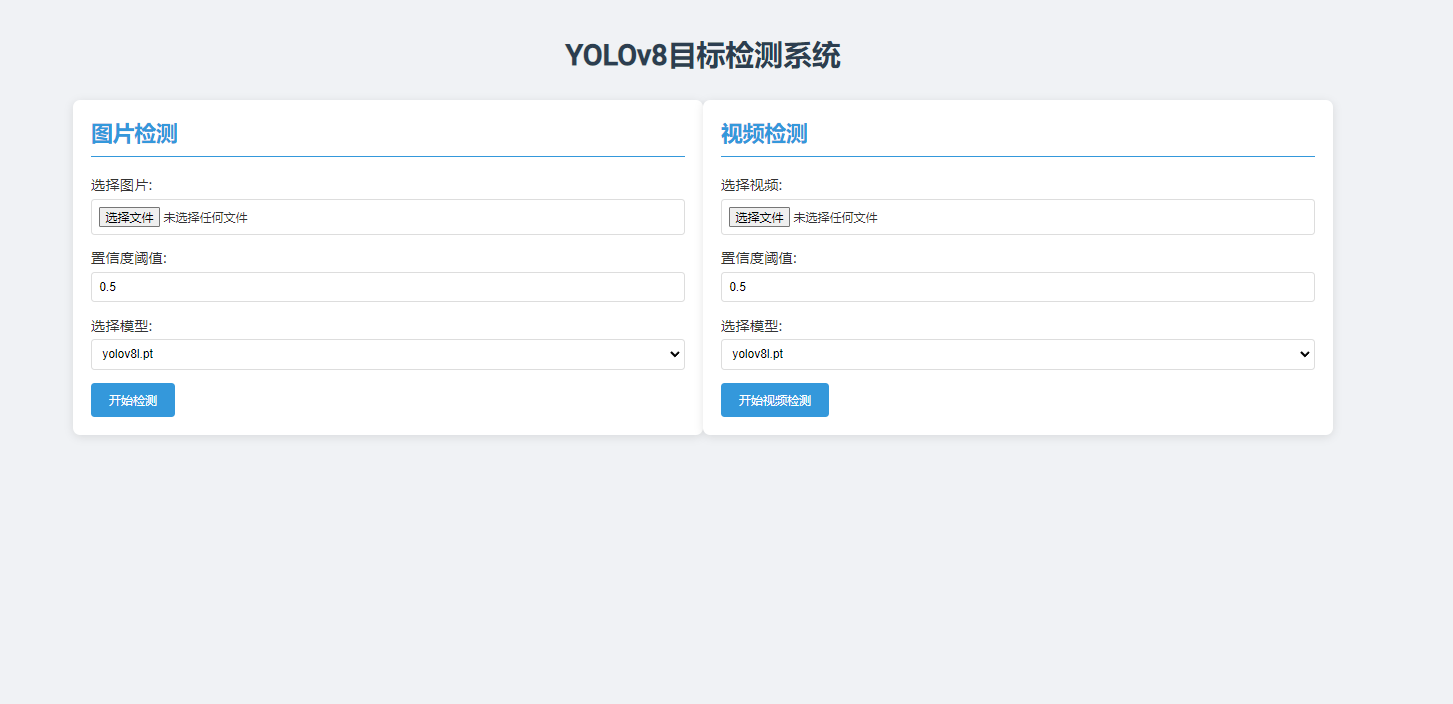 YOLOv8目标检测系统
图片检测
选择图片:
选择文件 未选择任何文件
置信度阈值:
0.5
选择模型:
yolov8l.pt
开始检测
视频检测
选择视频:
选择文件 未选择任何文件
置信度阈值:
0.5
选择模型:
yolov8l.pt
开始视频检测